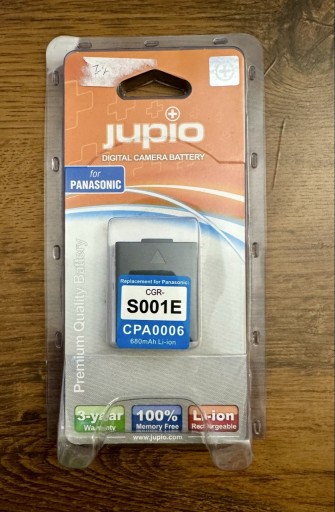 jupio
DIGITAL CAMERA BATTERY
for
PANASONIC
Premium Quality Battery
Replacement for Panasonic
CGR-
S001E
CPA0006
680mAh Li-ion
3-year
Warranty
100%
Memory Free
Li-ion
Rechargeable
www.jupio.com